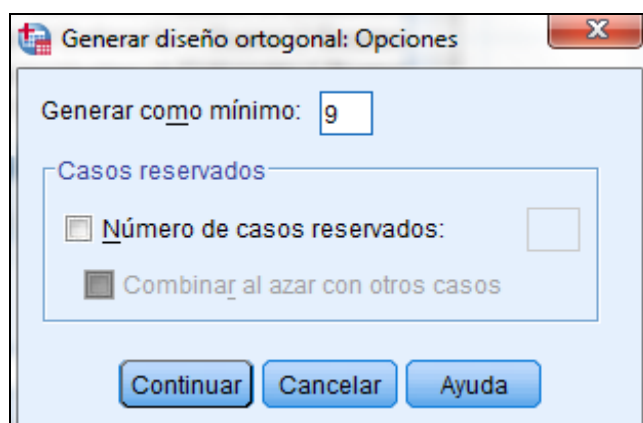 Generar diseño ortogonal: Opciones
Generar como mínimo: 9
Casos reservados
Número de casos reservados:
Combinar al azar con otros casos
Continuar Cancelar Ayuda